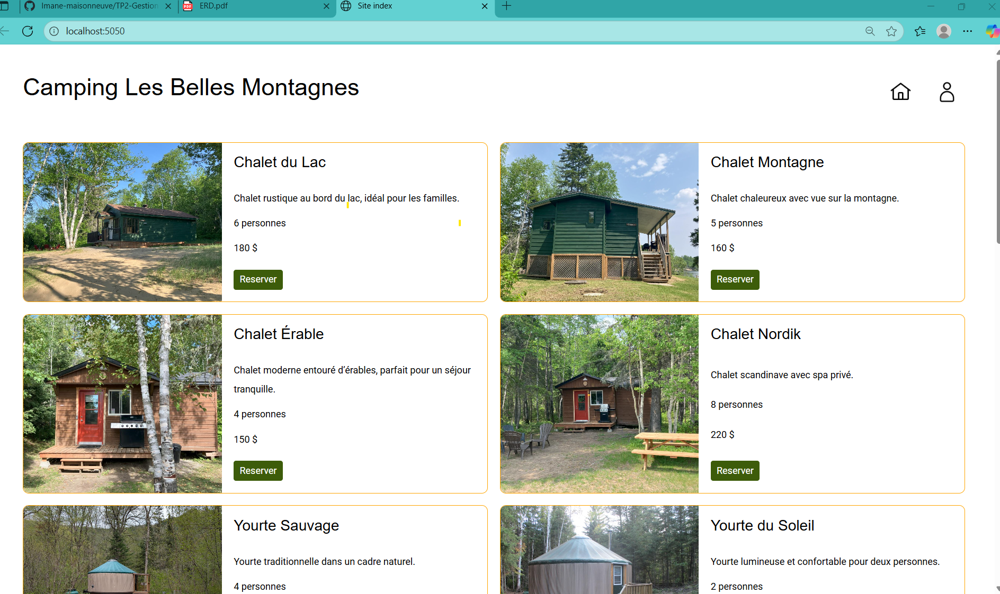 Imane-maisonneuve/TP2-Gestion
ERD.pdf
Site index
localhost:5050
Camping Les Belles Montagnes
Chalet du Lac
Chalet rustique au bord du lac, idéal pour les familles.
6 personnes
180 $
Reserver
Chalet Montagne
Chalet chaleureux avec vue sur la montagne.
5 personnes
160 $
Reserver
Chalet Érable
Chalet moderne entouré d’érables, parfait pour un séjour
tranquille.
4 personnes
150 $
Reserver
Chalet Nordik
Chalet scandinave avec spa privé.
8 personnes
220 $
Reserver
Yourte Sauvage
Yourte traditionnelle dans un cadre naturel.
4 personnes
Yourte du Soleil
Yourte lumineuse et confortable pour deux personnes.
2 personnes